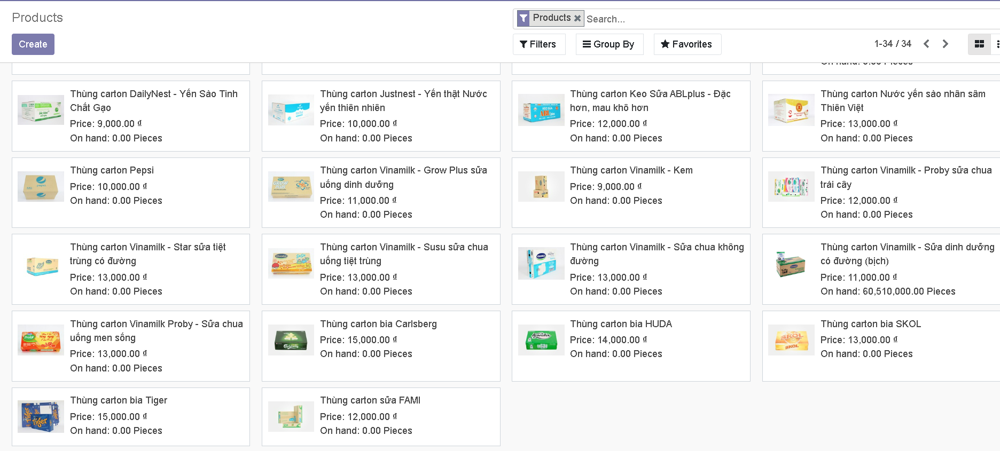 Products
Products
Search...
Create
Filters
Group By
Favorites
1-34 / 34
Thùng carton DailyNest - Yến Sào Tinh
Chất Gạo
Price: 9,000.00 ₫
On hand: 0.00 Pieces
Thùng carton Justnest - Yến thật Nước
yến thiên nhiên
Price: 10,000.00 ₫
On hand: 0.00 Pieces
Thùng carton Keo Sữa ABLplus - Đặc
hơn, mau khô hơn
Price: 12,000.00 ₫
On hand: 0.00 Pieces
Thùng carton Nước yến sào nhân sâm
Thiên Việt
Price: 13,000.00 ₫
On hand: 0.00 Pieces
Thùng carton Pepsi
Price: 10,000.00 ₫
On hand: 0.00 Pieces
Thùng carton Vinamilk - Grow Plus sữa
uống dinh dưỡng
Price: 11,000.00 ₫
On hand: 0.00 Pieces
Thùng carton Vinamilk - Kem
Price: 9,000.00 ₫
On hand: 0.00 Pieces
Thùng carton Vinamilk - Proby sữa chua
trái cây
Price: 12,000.00 ₫
On hand: 0.00 Pieces
Thùng carton Vinamilk - Star sữa tiệt
trùng có đường
Price: 13,000.00 ₫
On hand: 0.00 Pieces
Thùng carton Vinamilk - Susu sữa chua
uống tiệt trùng
Price: 13,000.00 ₫
On hand: 0.00 Pieces
Thùng carton Vinamilk - Sữa chua không
đường
Price: 13,000.00 ₫
On hand: 0.00 Pieces
Thùng carton Vinamilk - Sữa dinh dưỡng
có đường (bịch)
Price: 11,000.00 ₫
On hand: 60,510,000.00 Pieces
Thùng carton Vinamilk Proby - Sữa chua
uống men sống
Price: 13,000.00 ₫
On hand: 0.00 Pieces
Thùng carton bia Carlsberg
Price: 15,000.00 ₫
On hand: 0.00 Pieces
Thùng carton bia HUDA
Price: 14,000.00 ₫
On hand: 0.00 Pieces
Thùng carton bia SKOL
Price: 13,000.00 ₫
On hand: 0.00 Pieces
Thùng carton bia Tiger
Price: 15,000.00 ₫
On hand: 0.00 Pieces
Thùng carton sữa FAMI
Price: 12,000.00 ₫
On hand: 0.00 Pieces